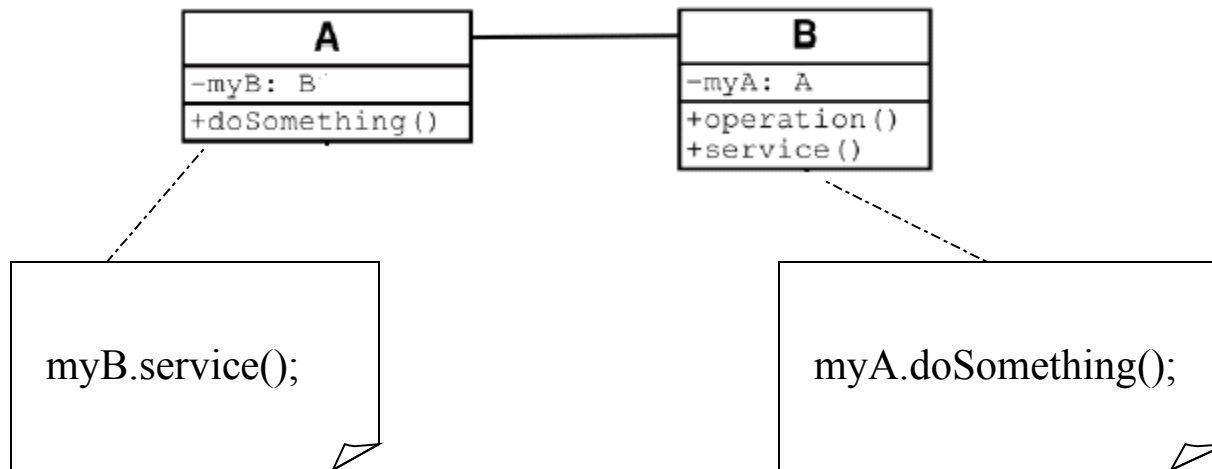 A
-myB: B
+doSomething()
B
-myA: A
+operation()
+service()
myB.service();
myA.doSomething();